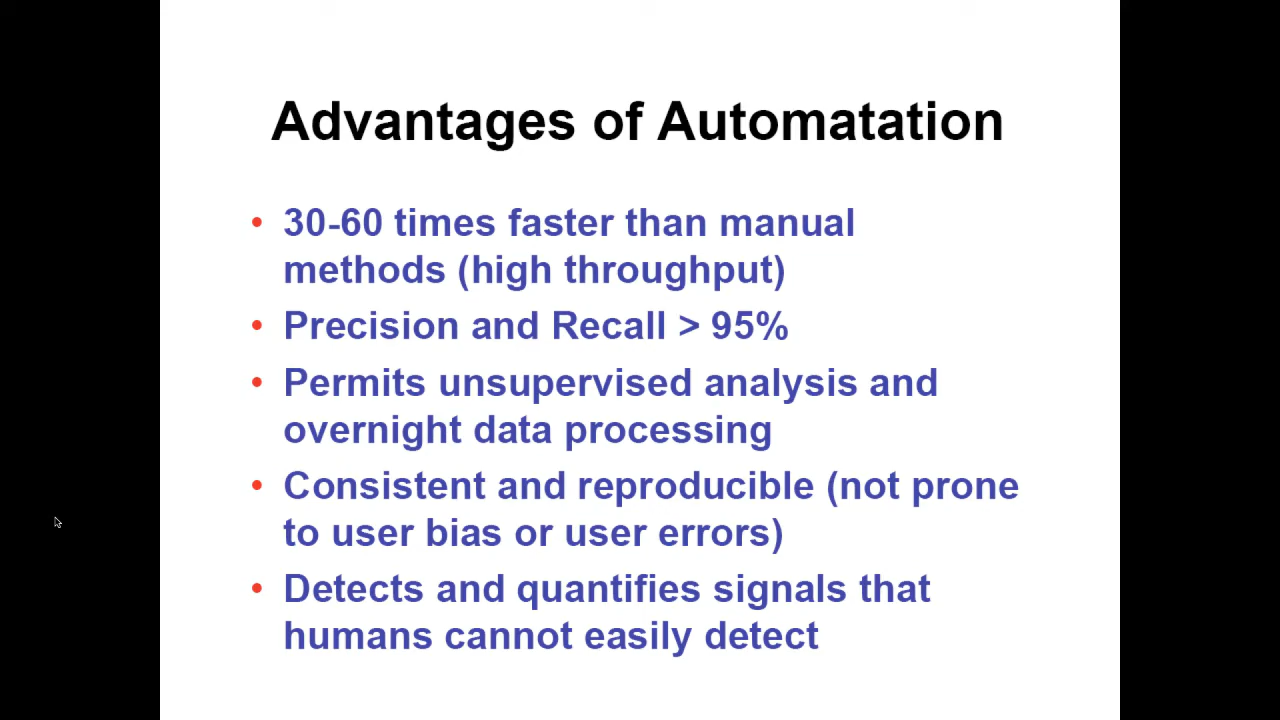 Advantages of Automatation
• 30-60 times faster than manual
methods (high throughput)
• Precision and Recall > 95%
• Permits unsupervised analysis and
overnight data processing
• Consistent and reproducible (not prone
to user bias or user errors)
• Detects and quantifies signals that
humans cannot easily detect